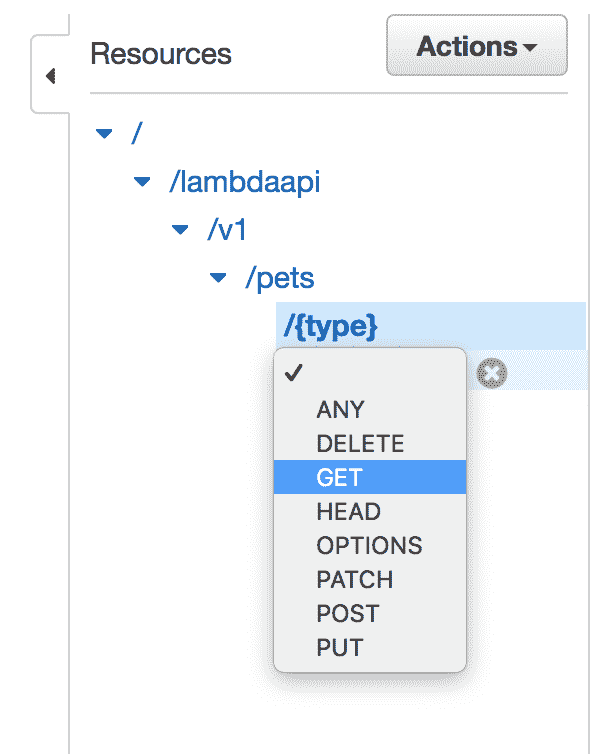 Resources
Actions
/
/lambdaapi
/v1
/pets
/{type}
ANY
DELETE
GET
HEAD
OPTIONS
PATCH
POST
PUT